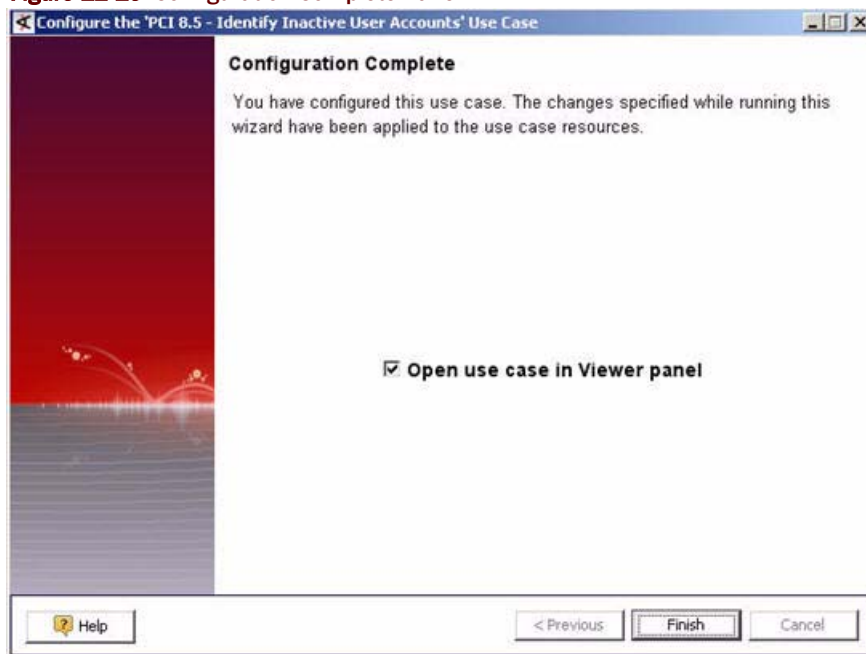 Configure the 'PCI 8.5 - Identify Inactive User Accounts' Use Case
Configuration Complete
You have configured this use case. The changes specified while running this
wizard have been applied to the use case resources.
Open use case in Viewer panel
Help
< Previous
Finish
Cancel